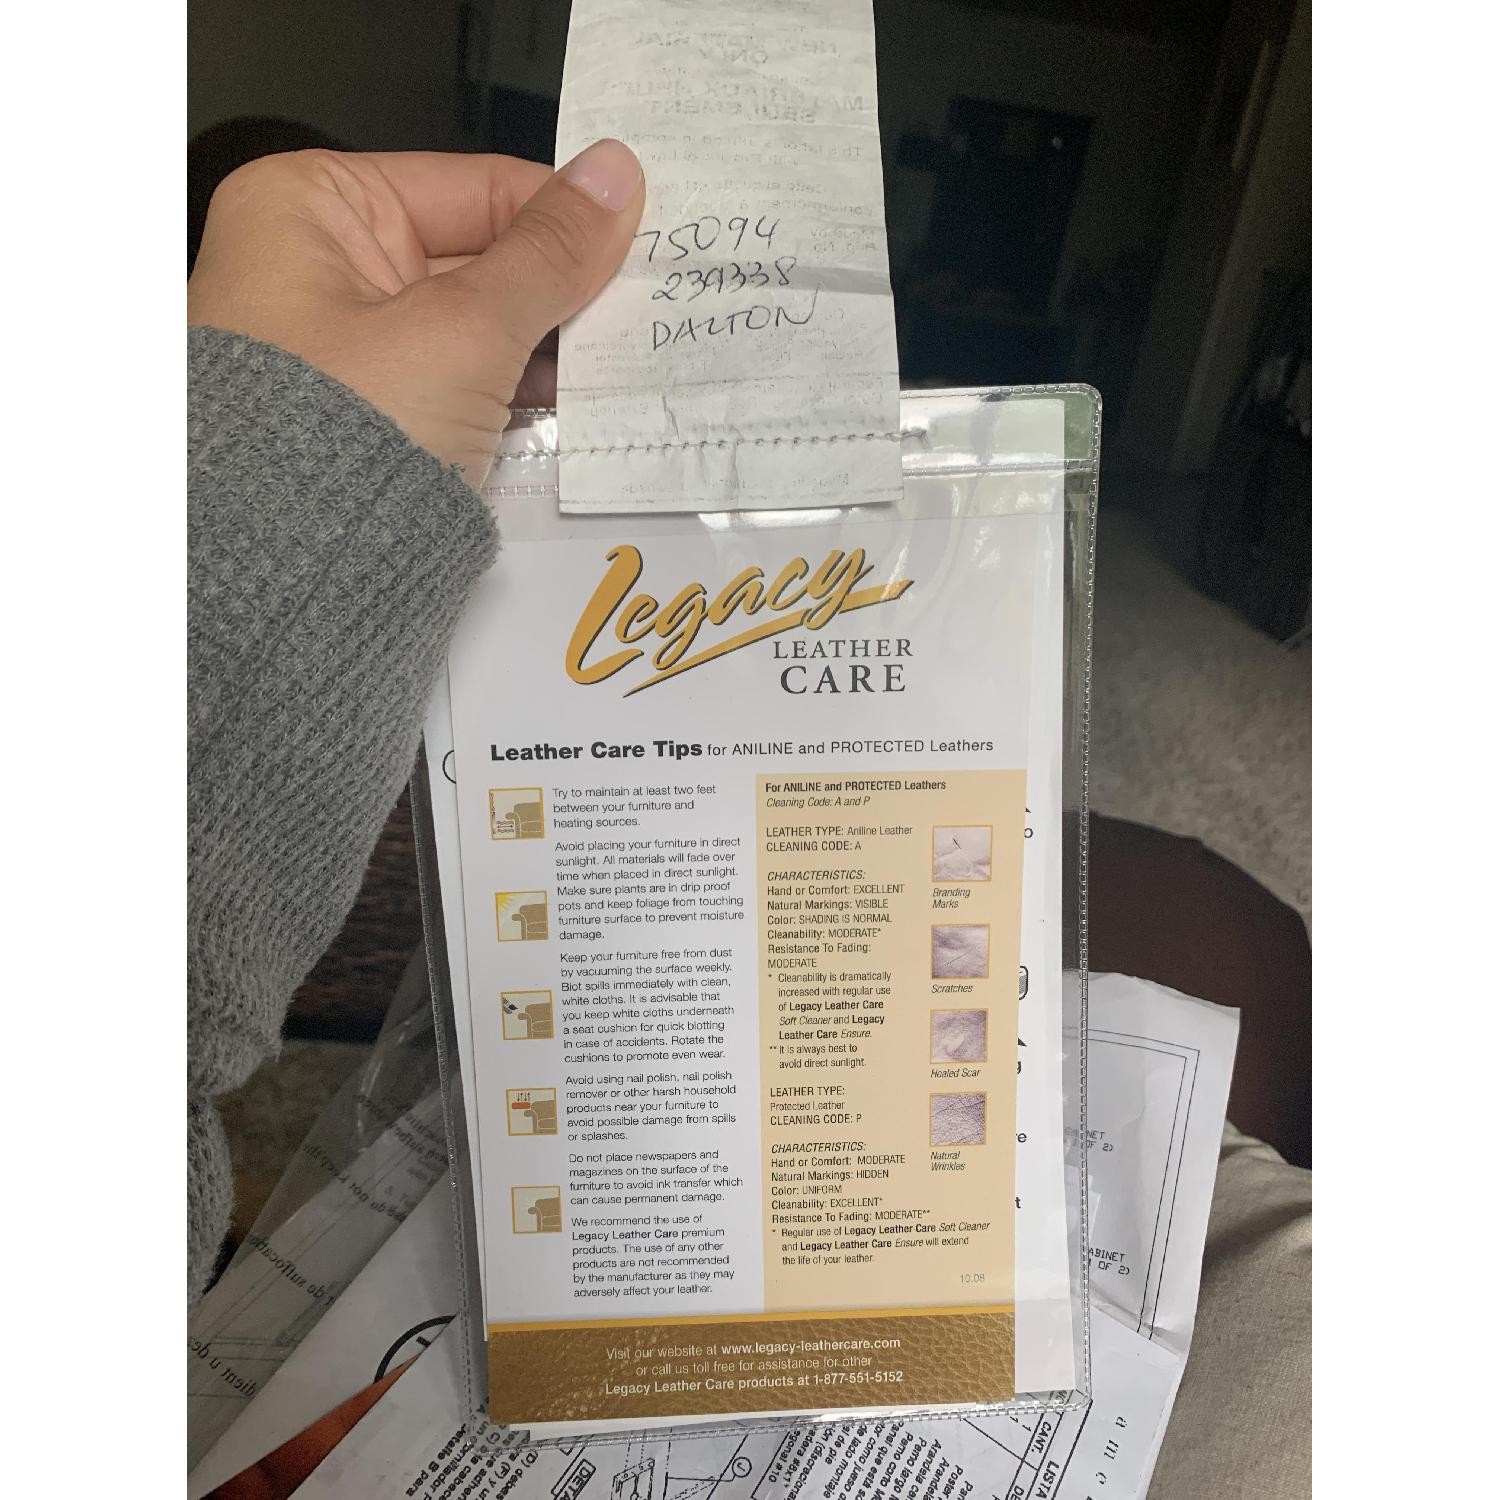 75094
239338
DALTON
Legacy
LEATHER
CARE
Leather Care Tips for ANILINE and PROTECTED Leathers
Try to maintain at least two feet
between your furniture and
heating sources.
Avoid placing your furniture in direct
sunlight. All materials will fade over
time when placed in direct sunlight.
Make sure plants are in drip proof
pots and keep foliage from touching
furniture surface to prevent moisture
damage.
Keep your furniture free from dust
by vacuuming the surface weekly.
Blot spills immediately with clean,
white cloths. It is advisable that
you keep white cloths underneath
a seat cushion for quick blotting
in case of accidents. Rotate the
cushions to promote even wear.
Avoid using nail polish, nail polish
remover or other harsh household
products near your furniture to
avoid possible damage from spills
or splashes.
Do not place newspapers and
magazines on the surface of the
furniture to avoid ink transfer which
can cause permanent damage.
We recommend the use of
Legacy Leather Care premium
products. The use of any other
products are not recommended
by the manufacturer as they may
adversely affect your leather.
For ANILINE and PROTECTED Leathers
Cleaning Code: A and P
LEATHER TYPE: Aniline Leather
CLEANING CODE: A
CHARACTERISTICS:
Hand or Comfort: EXCELLENT
Natural Markings: VISIBLE
Color: SHADING IS NORMAL
Cleanability: MODERATE*
Resistance To Fading:
MODERATE
* Cleanability is dramatically
increased with regular use
of Legacy Leather Care
Soft Cleaner and Legacy
Leather Care Ensure.
** It is always best to
avoid direct sunlight.
LEATHER TYPE:
Protected Leather
CLEANING CODE: P
CHARACTERISTICS:
Hand or Comfort: MODERATE
Natural Markings: HIDDEN
Color: UNIFORM
Cleanability: EXCELLENT*
Resistance To Fading: MODERATE**
* Regular use of Legacy Leather Care Soft Cleaner
and Legacy Leather Care Ensure will extend
the life of your leather.
10.08
Branding
Marks
Scratches
Healed Scar
Natural
Wrinkles
Visit our website at www.legacy-leathercare.com
or call us toll free for assistance for other
Legacy Leather Care products at 1-877-551-5152
OF 2)
ABINET
OF 2)
CANT.
LISTA